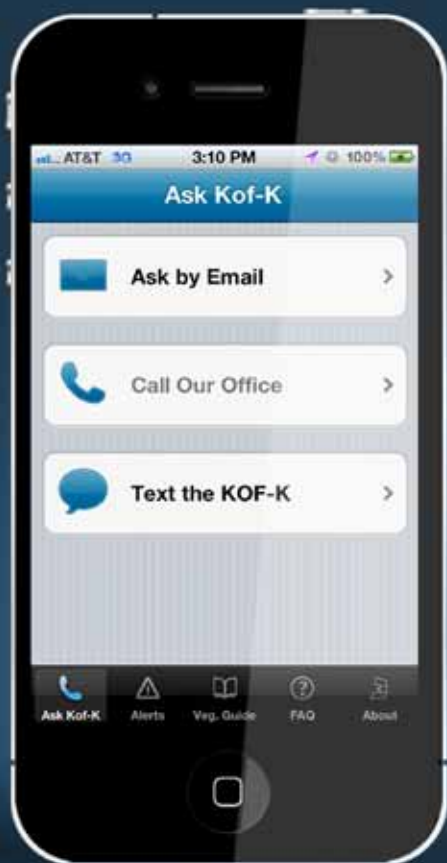 AT&T 3G 3:10 PM 100%
Ask Kof-K
Ask by Email
Call Our Office
Text the KOF-K
Ask Kof-K Alerts Veg. Guide FAQ About